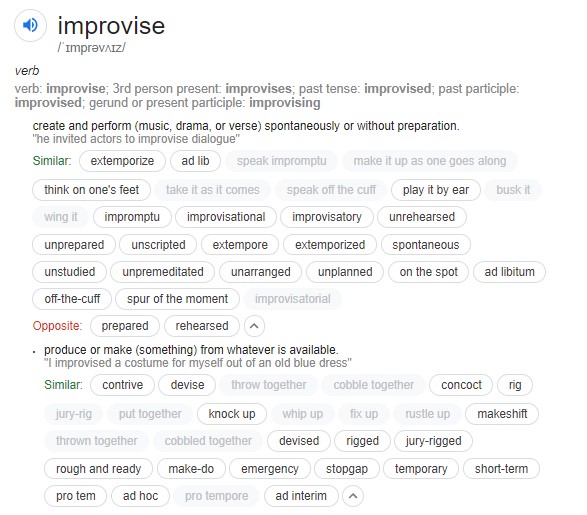 improvise
/ˈɪmprəvʌɪz/
verb
verb: improvise; 3rd person present: improvises; past tense: improvised; past participle:
improvised; gerund or present participle: improvising
create and perform (music, drama, or verse) spontaneously or without preparation.
"he invited actors to improvise dialogue"
Similar: extemporize ad lib speak impromptu make it up as one goes along
think on one's feet take it as it comes speak off the cuff play it by ear busk it
wing it impromptu improvisational improvisatory unrehearsed
unprepared unscripted extempore extemporized spontaneous
unstudied unpremeditated unarranged unplanned on the spot ad libitum
off-the-cuff spur of the moment improvisatorial
Opposite: prepared rehearsed
• produce or make (something) from whatever is available.
"I improvised a costume for myself out of an old blue dress"
Similar: contrive devise throw together cobble together concoct rig
jury-rig put together knock up whip up fix up rustle up makeshift
thrown together cobbled together devised rigged jury-rigged
rough and ready make-do emergency stopgap temporary short-term
pro tem ad hoc pro tempore ad interim